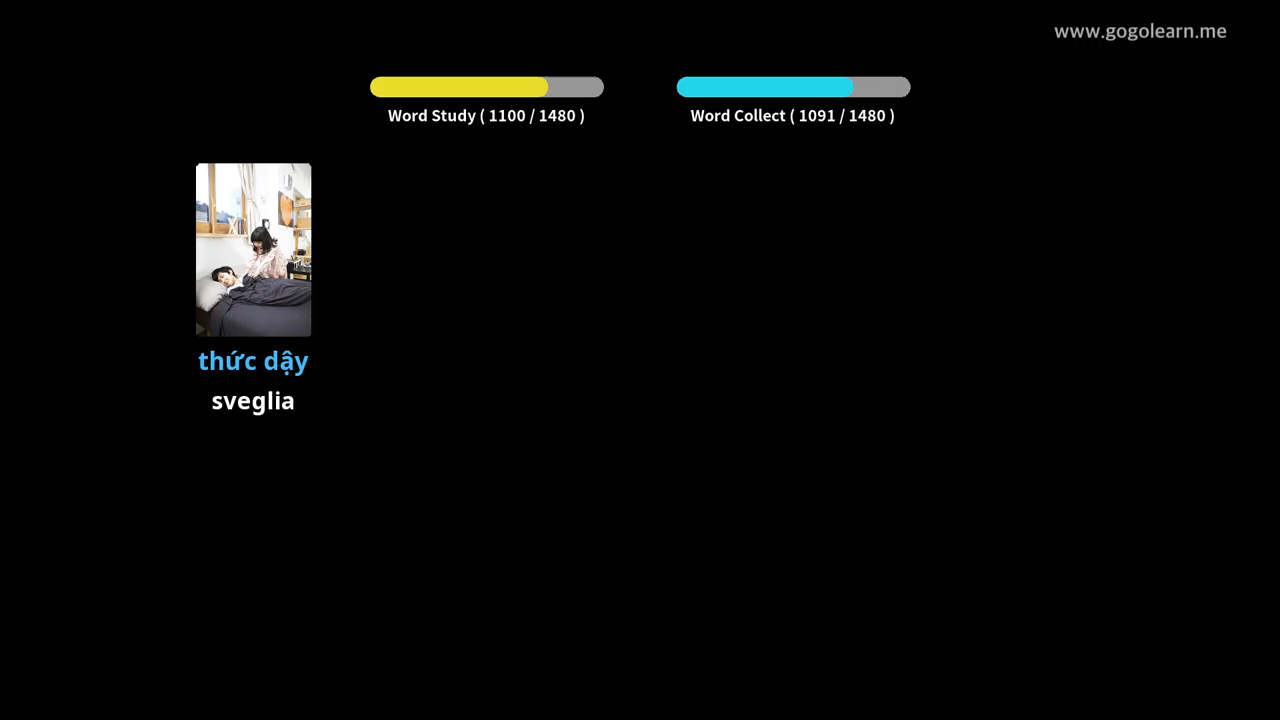 www.gogolearn.me
Word Study ( 1100 / 1480 )
Word Collect ( 1091 / 1480 )
thức dậy
sveglia